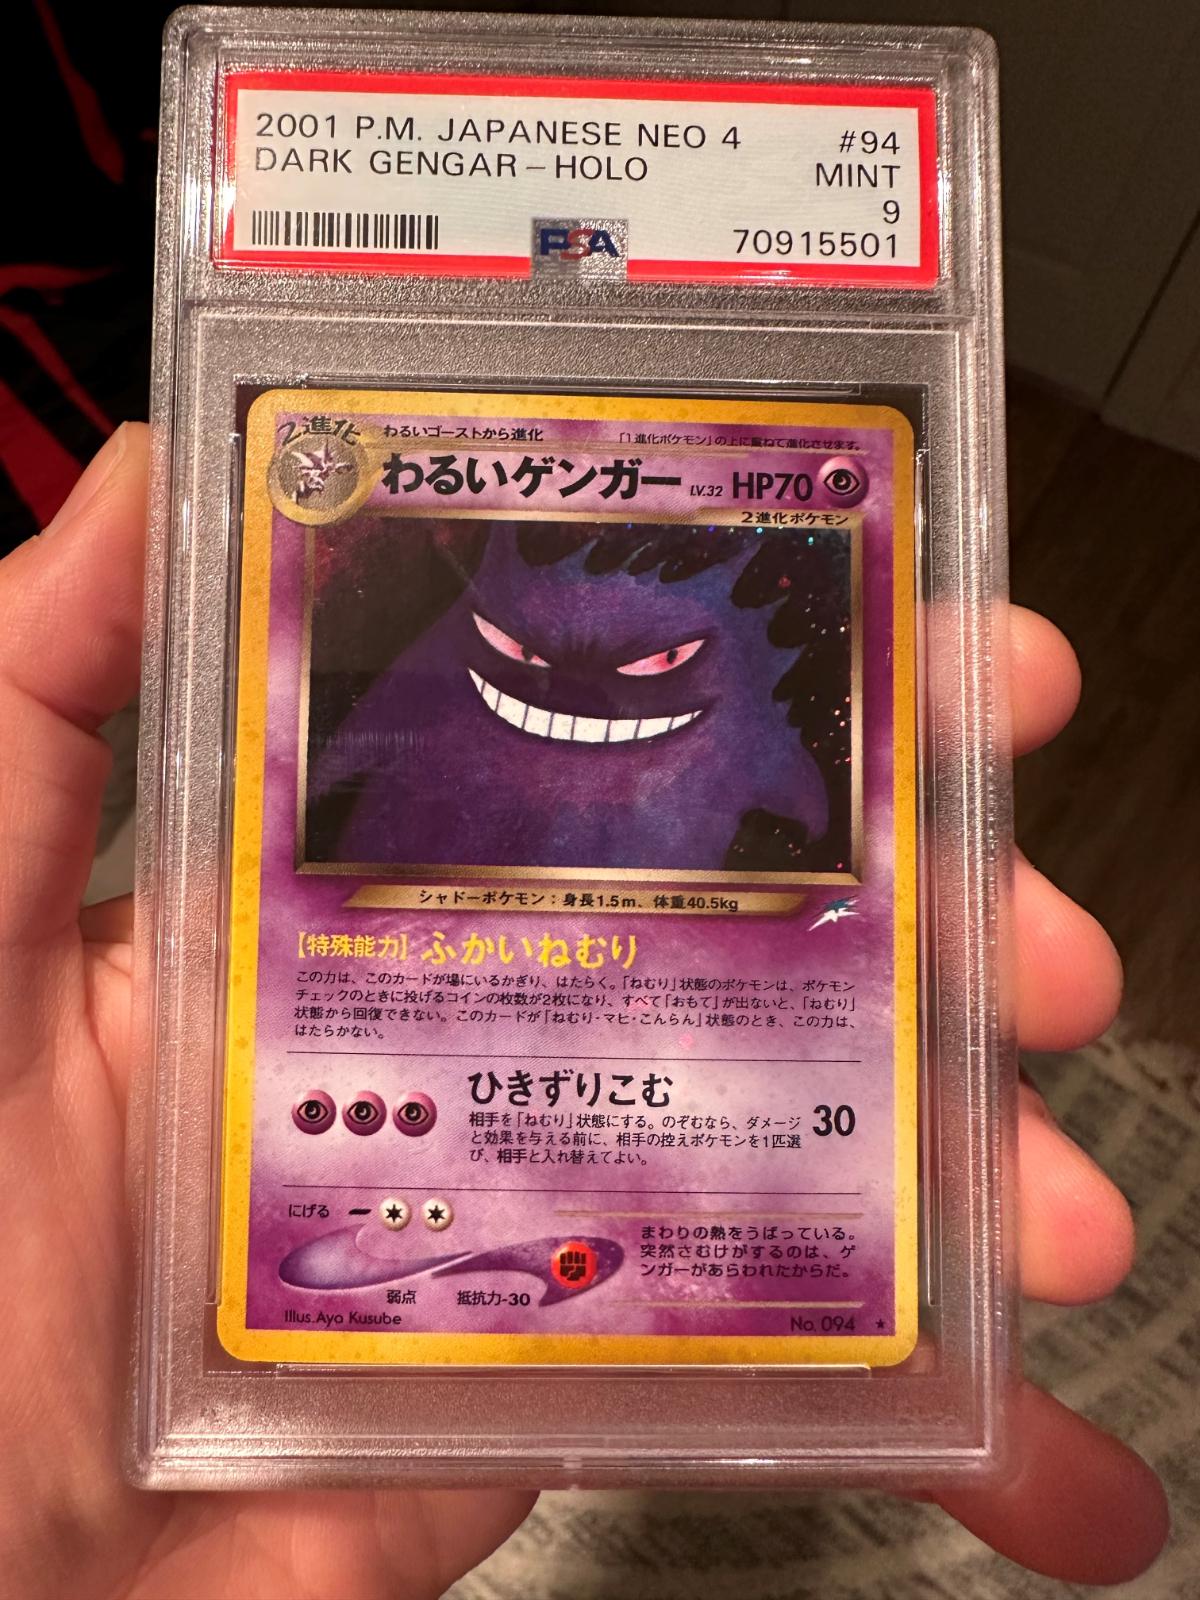 2001 P.M. JAPANESE NEO 4 #94
DARK GENGAR-HOLO MINT
9
PSA 70915501
2進化
わるいゴーストから進化 「1進化ポケモン」の上に重ねて進化させます。
わるいゲンガー LV.32 HP70
2進化ポケモン
シャドーポケモン:身長1.5m、体重40.5kg
【特殊能力】ふかいねむり
この力は、このカードが場にいるかぎり、はたらく。「ねむり」状態のポケモンは、ポケモン
チェックのときに投げるコインの枚数が2枚になり、すべて「おもて」が出ないと、「ねむり」
状態から回復できない。このカードが「ねむり・マヒ・こんらん」状態のとき、この力は、
はたらかない。
ひきずりこむ
相手を「ねむり」状態にする。のぞむなら、ダメージ
と効果を与える前に、相手の控えポケモンを1匹選
び、相手と入れ替えてよい。
30
にげる
まわりの熱をうばっている。
突然さむけがするのは、ゲ
ンガーがあらわれたからだ。
弱点 抵抗力-30
Illus.Aya Kusube No. 094 ★